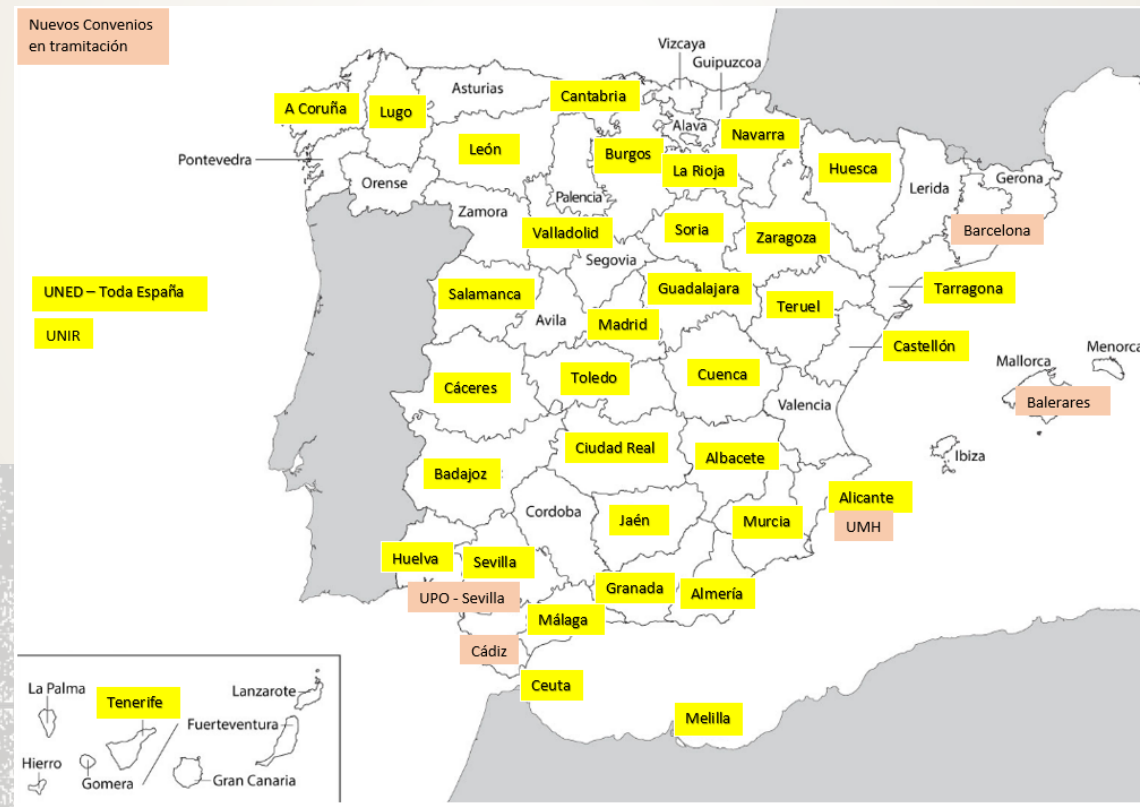 Nuevos Convenios
en tramitación
Vizcaya
Guipuzcoa
Asturias
Cantabria
A Coruña
Lugo
Alava
Navarra
León
Burgos
La Rioja
Huesca
Pontevedra
Orense
Palencia
Lerida
Gerona
Zamora
Valladolid
Soria
Zaragoza
Barcelona
Segovia
UNED – Toda España
Salamanca
Guadalajara
Teruel
Tarragona
UNIR
Avila
Madrid
Castellón
Cáceres
Toledo
Cuenca
Mallorca
Menorca
Valencia
Balerares
Ciudad Real
Albacete
Ibiza
Badajoz
Alicante
Cordoba
Jaén
Murcia
UMH
Huelva
Sevilla
UPO - Sevilla
Granada
Almería
Málaga
Cádiz
Ceuta
Melilla
La Palma
Tenerife
Lanzarote
Fuerteventura
Hierro
Gomera
Gran Canaria